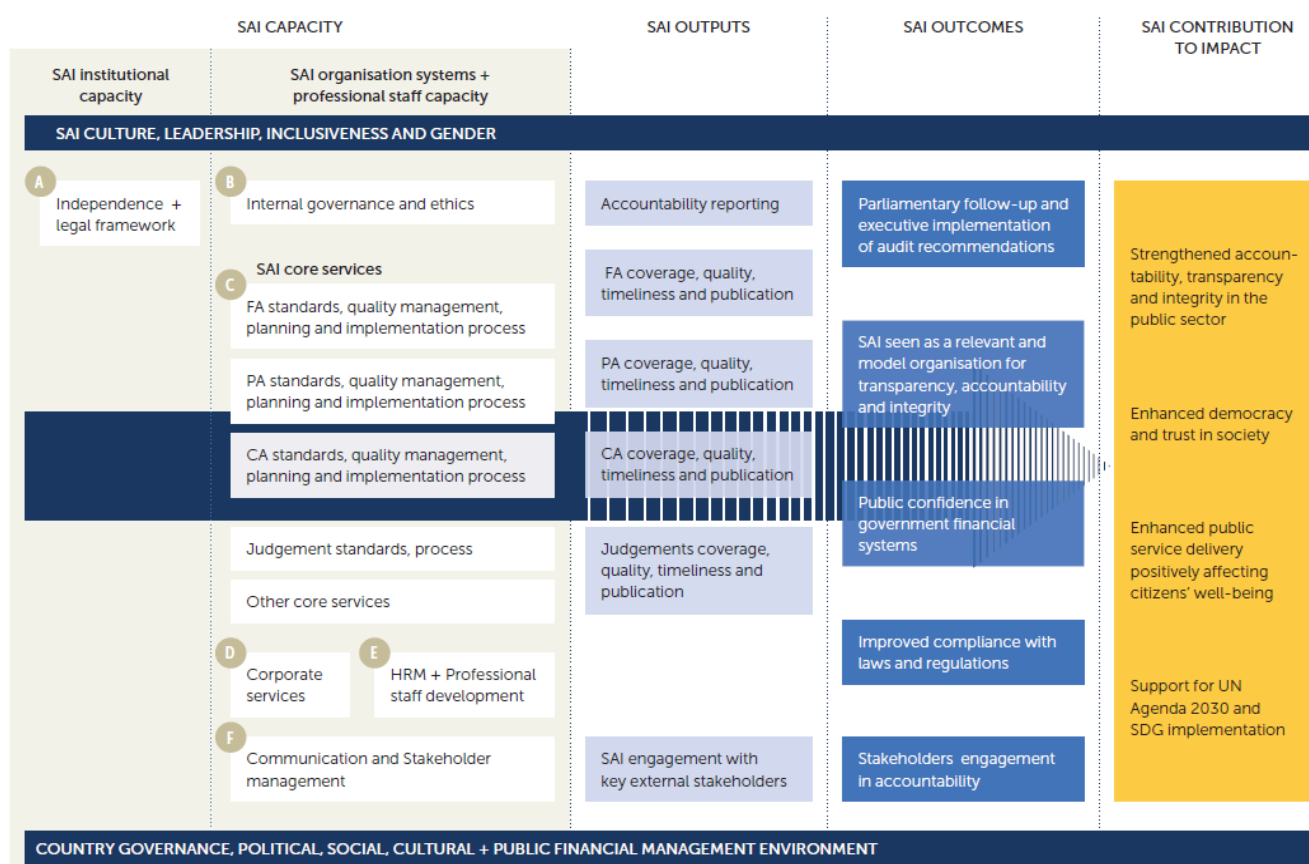 SAI CAPACITY
SAI OUTPUTS
SAI OUTCOMES
SAI CONTRIBUTION
TO IMPACT
SAI institutional
capacity
SAI organisation systems +
professional staff capacity
SAI CULTURE, LEADERSHIP, INCLUSIVENESS AND GENDER
A
Independence +
legal framework
B
Internal governance and ethics
SAI core services
C
FA standards, quality management,
planning and implementation process
PA standards, quality management,
planning and implementation process
CA standards, quality management,
planning and implementation process
Judgement standards, process
Other core services
D
Corporate
services
E
HRM + Professional
staff development
F
Communication and Stakeholder
management
Accountability reporting
FA coverage, quality,
timeliness and publication
PA coverage, quality,
timeliness and publication
CA coverage, quality,
timeliness and publication
Judgements coverage,
quality, timeliness and
publication
SAI engagement with
key external stakeholders
Parliamentary follow-up and
executive implementation
of audit recommendations
SAI seen as a relevant and
model organisation for
transparency, accountability
and integrity
Public confidence in
government financial
systems
Improved compliance with
laws and regulations
Stakeholders engagement
in accountability
Strengthened accoun-
tability, transparency
and integrity in the
public sector
Enhanced democracy
and trust in society
Enhanced public
service delivery
positively affecting
citizens' well-being
Support for UN
Agenda 2030 and
SDG implementation
COUNTRY GOVERNANCE, POLITICAL, SOCIAL, CULTURAL + PUBLIC FINANCIAL MANAGEMENT ENVIRONMENT